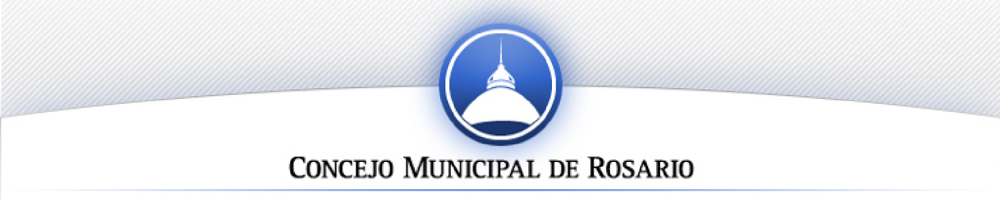 CONCEJO MUNICIPAL DE ROSARIO